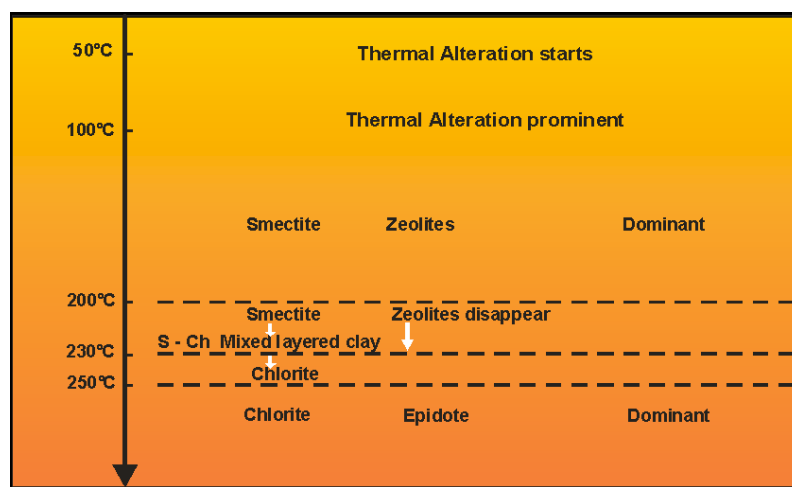 50°C Thermal Alteration starts
100°C Thermal Alteration prominent
Smectite Zeolites Dominant
200°C
Smectite Zeolites disappear
S - Ch Mixed layered clay
230°C
Chlorite
250°C
Chlorite Epidote Dominant